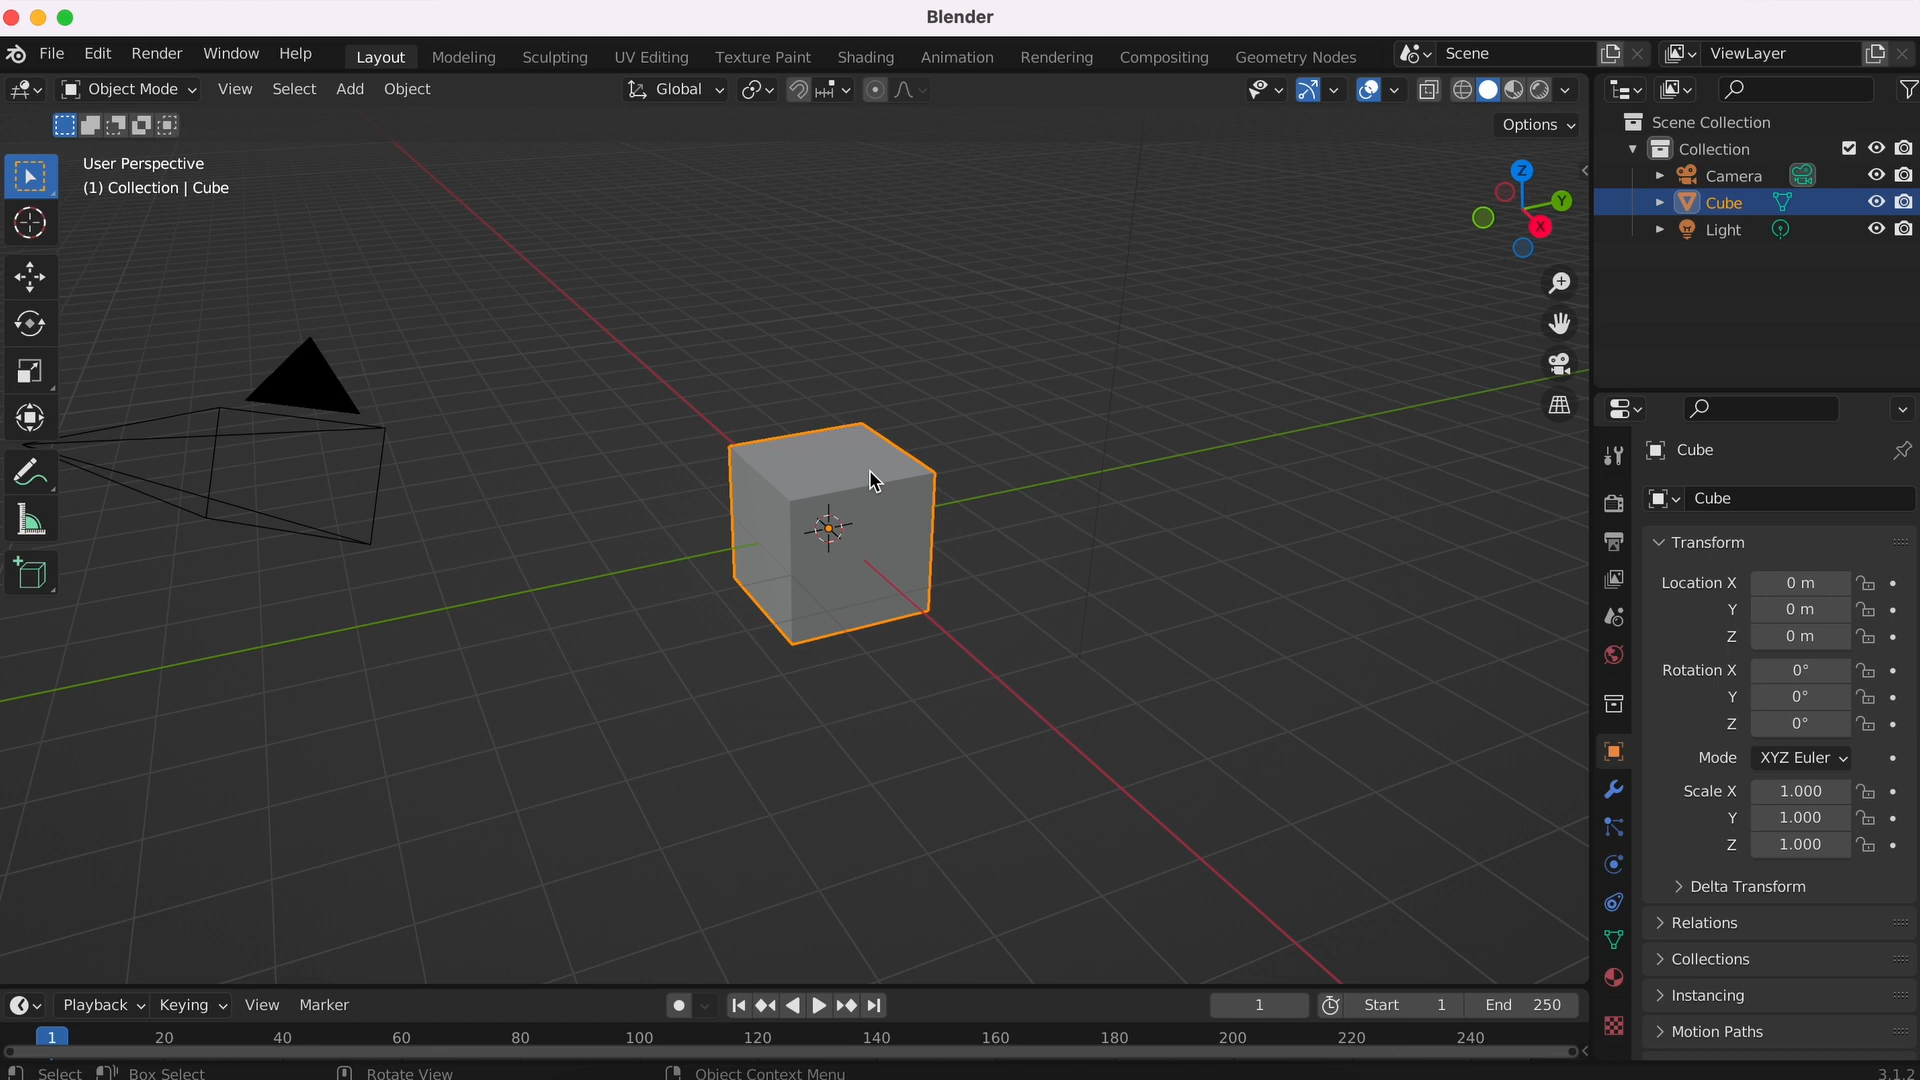 Blender
File Edit Render Window Help Layout Modeling Sculpting UV Editing Texture Paint Shading Animation Rendering Compositing Geometry Nodes Scene ViewLayer
Object Mode View Select Add Object Global
Options
User Perspective
(1) Collection | Cube
Z
Y
X
Scene Collection
Collection
Camera
Cube
Light
Cube
Cube
Transform
Location X 0 m
Y 0 m
Z 0 m
Rotation X 0°
Y 0°
Z 0°
Mode XYZ Euler
Scale X 1.000
Y 1.000
Z 1.000
Delta Transform
Relations
Collections
Instancing
Motion Paths
Playback Keying View Marker 1 Start 1 End 250
1 20 40 60 80 100 120 140 160 180 200 220 240
Select Box Select Rotate View Object Context Menu 3.1.2